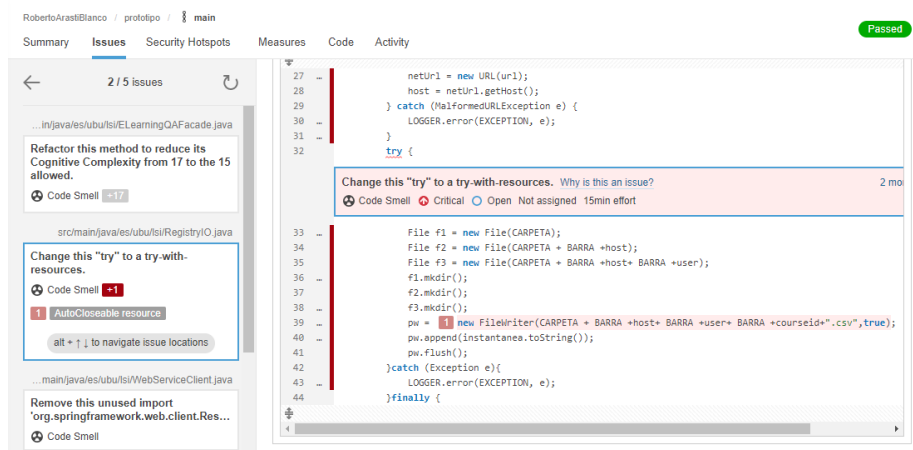 RobertoArastiBlanco / prototipo / main
Passed
Summary Issues Security Hotspots Measures Code Activity
2 / 5 issues
…in/java/es/ubu/lsi/ELearningQAFacade.java
Refactor this method to reduce its
Cognitive Complexity from 17 to the 15
allowed.
Code Smell +17
src/main/java/es/ubu/lsi/RegistryIO.java
Change this "try" to a try-with-
resources.
Code Smell +1
1 AutoCloseable resource
alt + ↑ ↓ to navigate issue locations
…main/java/es/ubu/lsi/WebServiceClient.java
Remove this unused import
'org.springframework.web.client.Res...
Code Smell
27 … netUrl = new URL(url);
28 host = netUrl.getHost();
29 } catch (MalformedURLException e) {
30 … LOGGER.error(EXCEPTION, e);
31 … }
32 try {
Change this "try" to a try-with-resources. Why is this an issue? 2 mo
Code Smell Critical Open Not assigned 15min effort
33 … File f1 = new File(CARPETA);
34 File f2 = new File(CARPETA + BARRA +host);
35 File f3 = new File(CARPETA + BARRA +host+ BARRA +user);
36 … f1.mkdir();
37 f2.mkdir();
38 … f3.mkdir();
39 … pw = 1 new FileWriter(CARPETA + BARRA +host+ BARRA +user+ BARRA +courseid+".csv",true);
40 … pw.append(instantanea.toString());
41 pw.flush();
42 }catch (Exception e){
43 … LOGGER.error(EXCEPTION, e);
44 }finally {